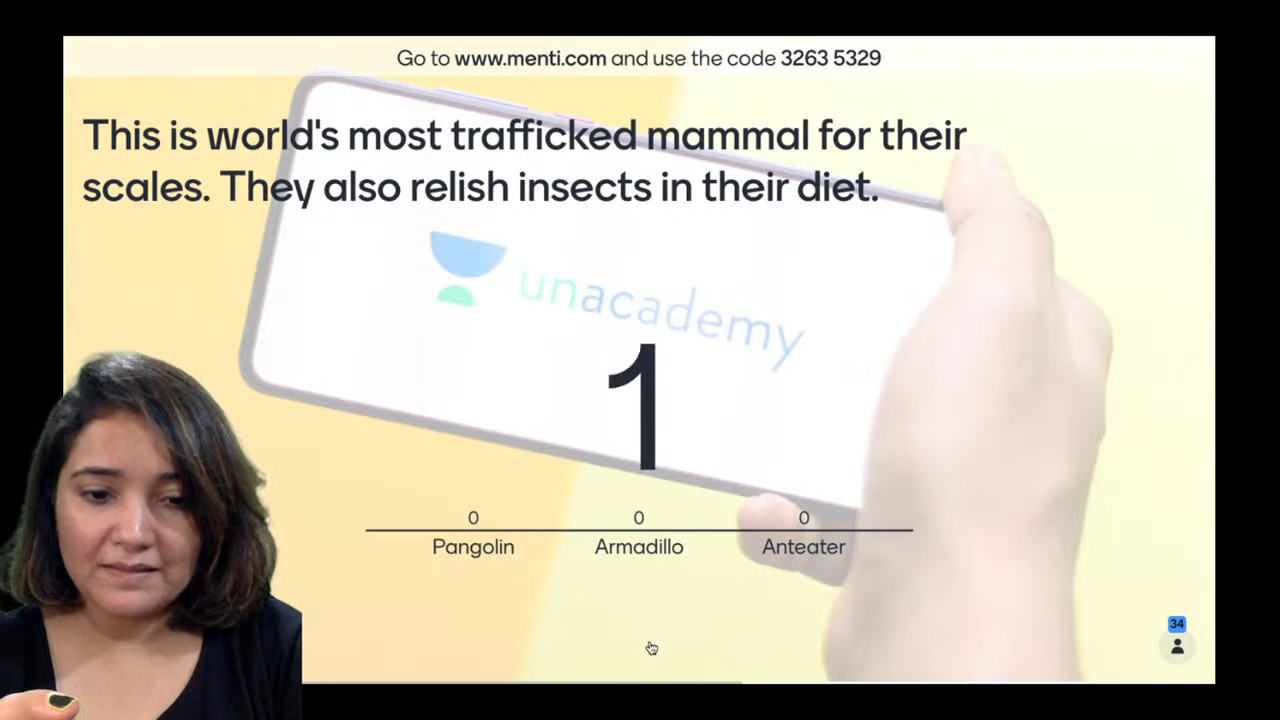 Go to www.menti.com and use the code 3263 5329
This is world's most trafficked mammal for their
scales. They also relish insects in their diet.
unacademy
1
0 0 0
Pangolin Armadillo Anteater
34